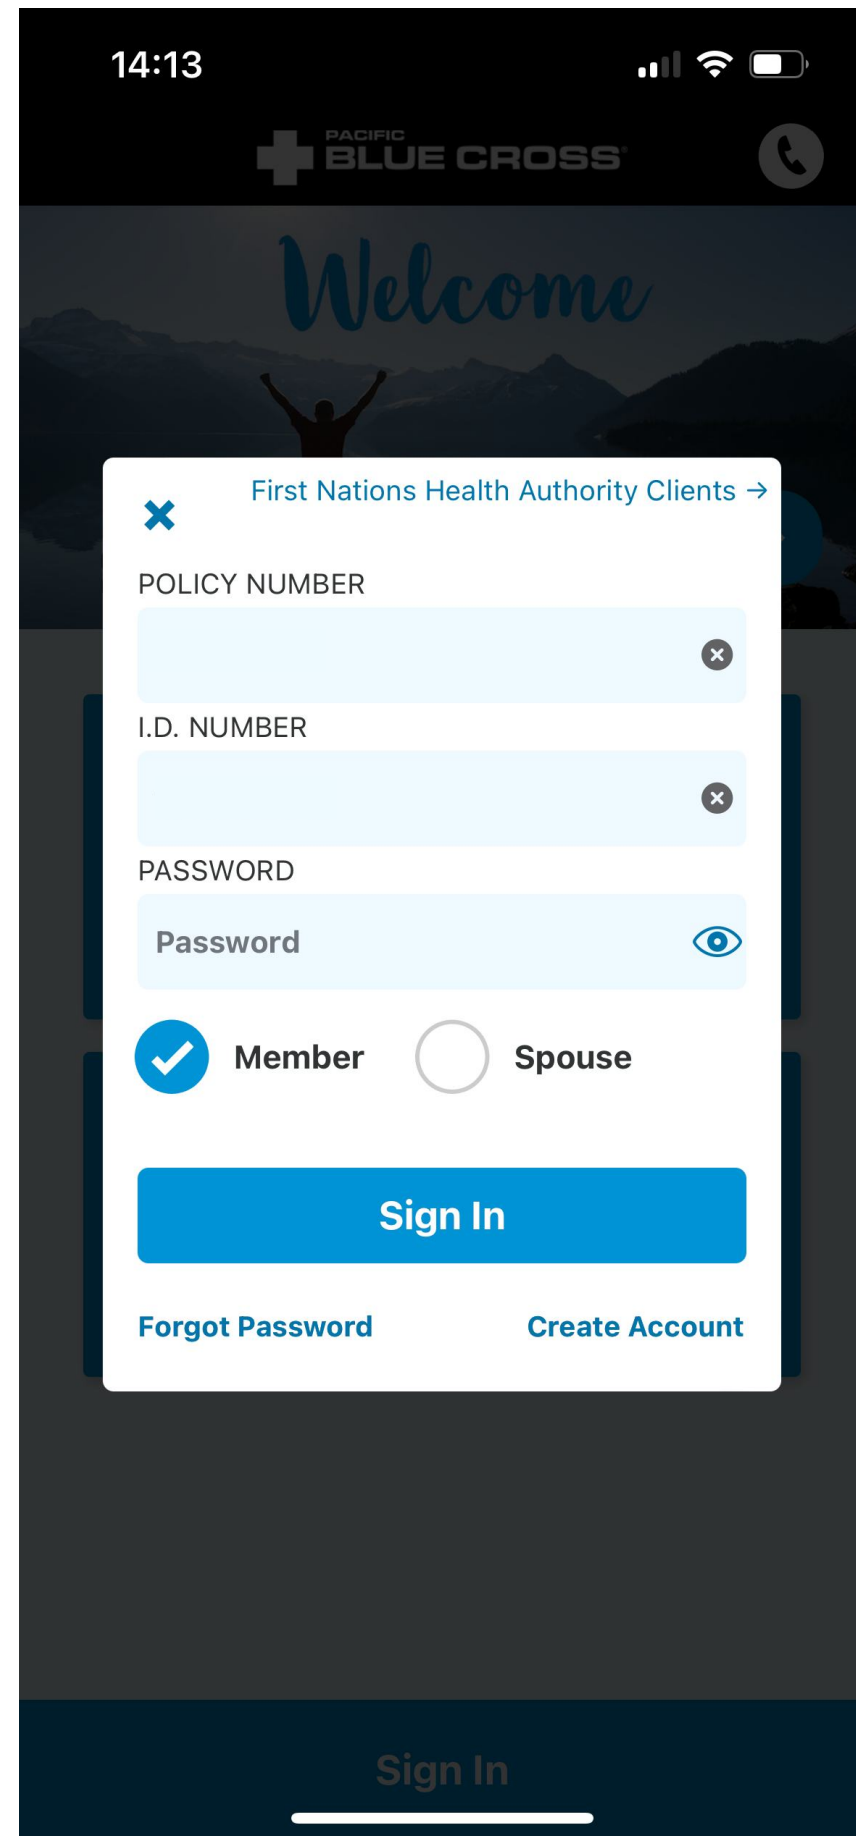 14:13
PACIFIC
BLUE CROSS
Welcome
First Nations Health Authority Clients →
POLICY NUMBER
I.D. NUMBER
PASSWORD
Password
Member Spouse
Sign In
Forgot Password Create Account
Sign In